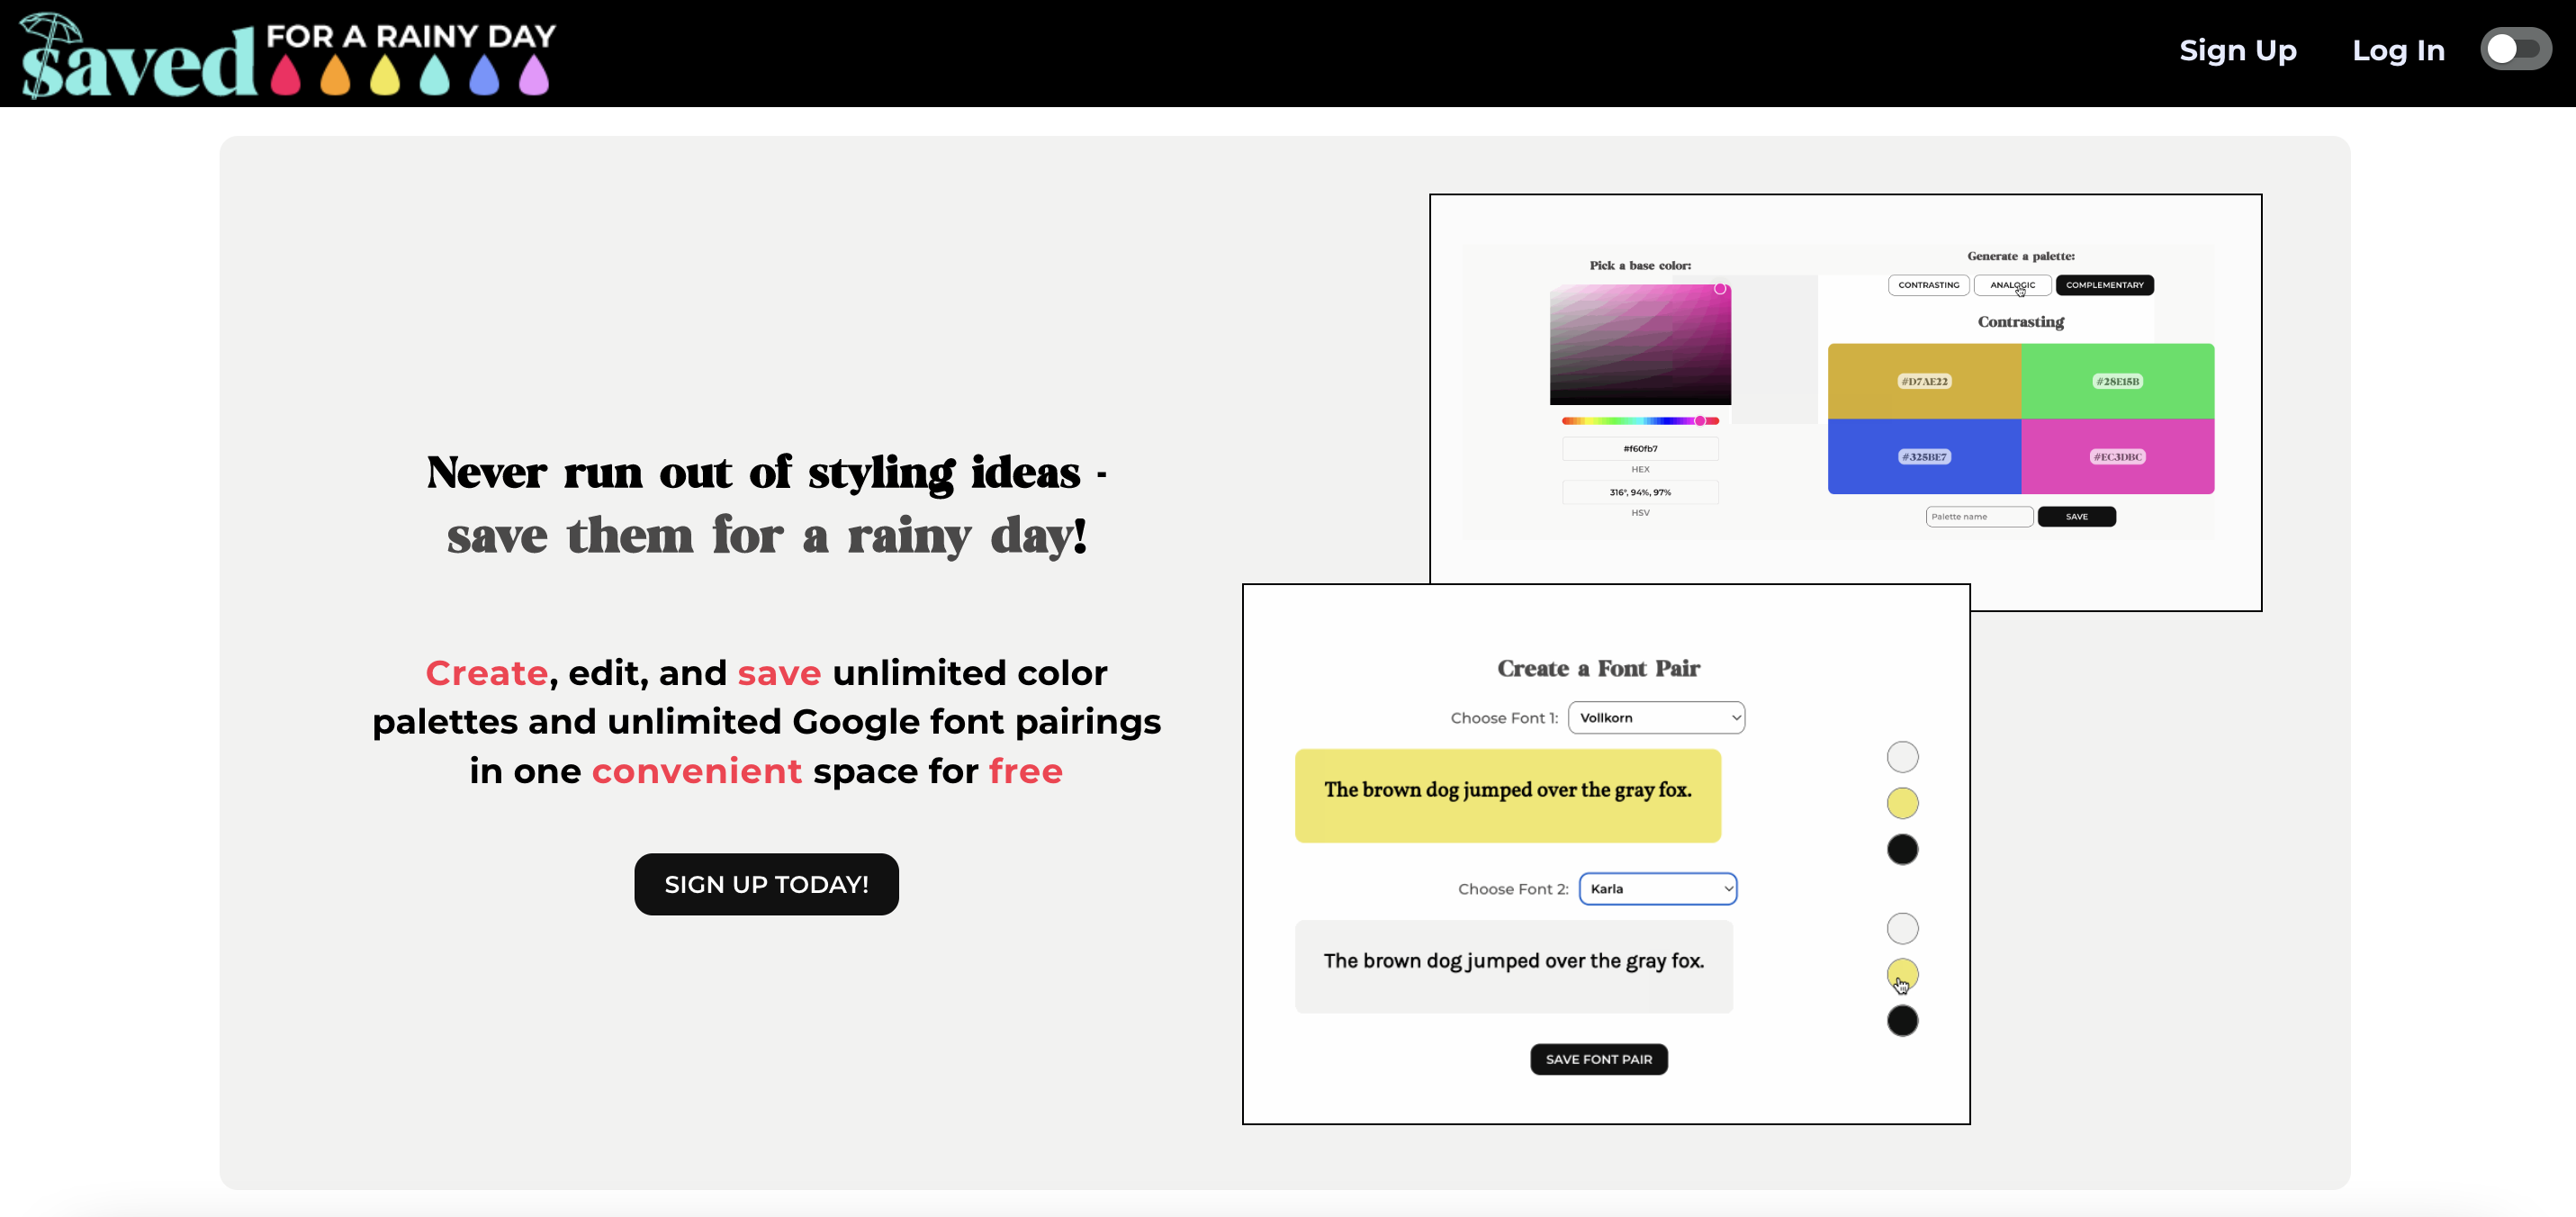 saved FOR A RAINY DAY
Sign Up
Log In
Never run out of styling ideas -
save them for a rainy day!
Create, edit, and save unlimited color
palettes and unlimited Google font pairings
in one convenient space for free
SIGN UP TODAY!
Pick a base color:
#f60fb7
HEX
316°, 94%, 97%
HSV
Generate a palette:
CONTRASTING
ANALOGIC
COMPLEMENTARY
Contrasting
#D7AE22
#28E15B
#325BE7
#EC3DBC
Palette name
SAVE
Create a Font Pair
Choose Font 1:
Vollkorn
The brown dog jumped over the gray fox.
Choose Font 2:
Karla
The brown dog jumped over the gray fox.
SAVE FONT PAIR